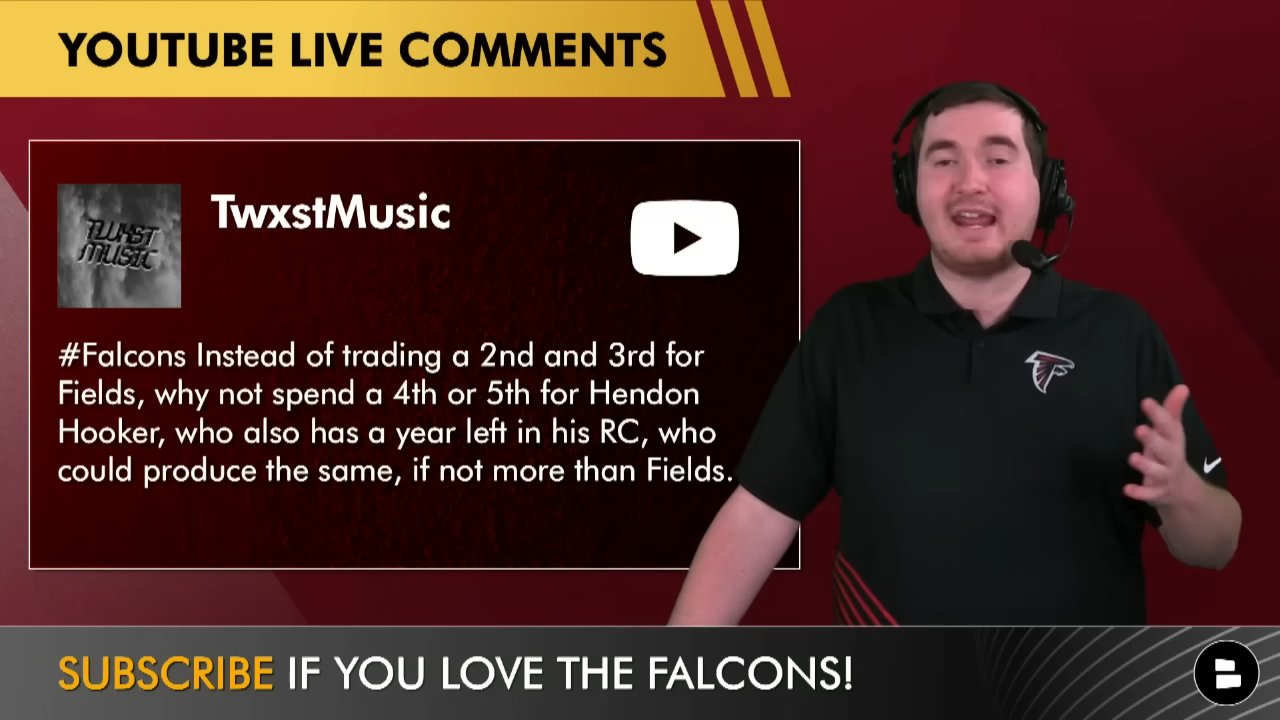 YOUTUBE LIVE COMMENTS
TWXST
MUSIC
TwxstMusic
#Falcons Instead of trading a 2nd and 3rd for
Fields, why not spend a 4th or 5th for Hendon
Hooker, who also has a year left in his RC, who
could produce the same, if not more than Fields.
SUBSCRIBE IF YOU LOVE THE FALCONS!